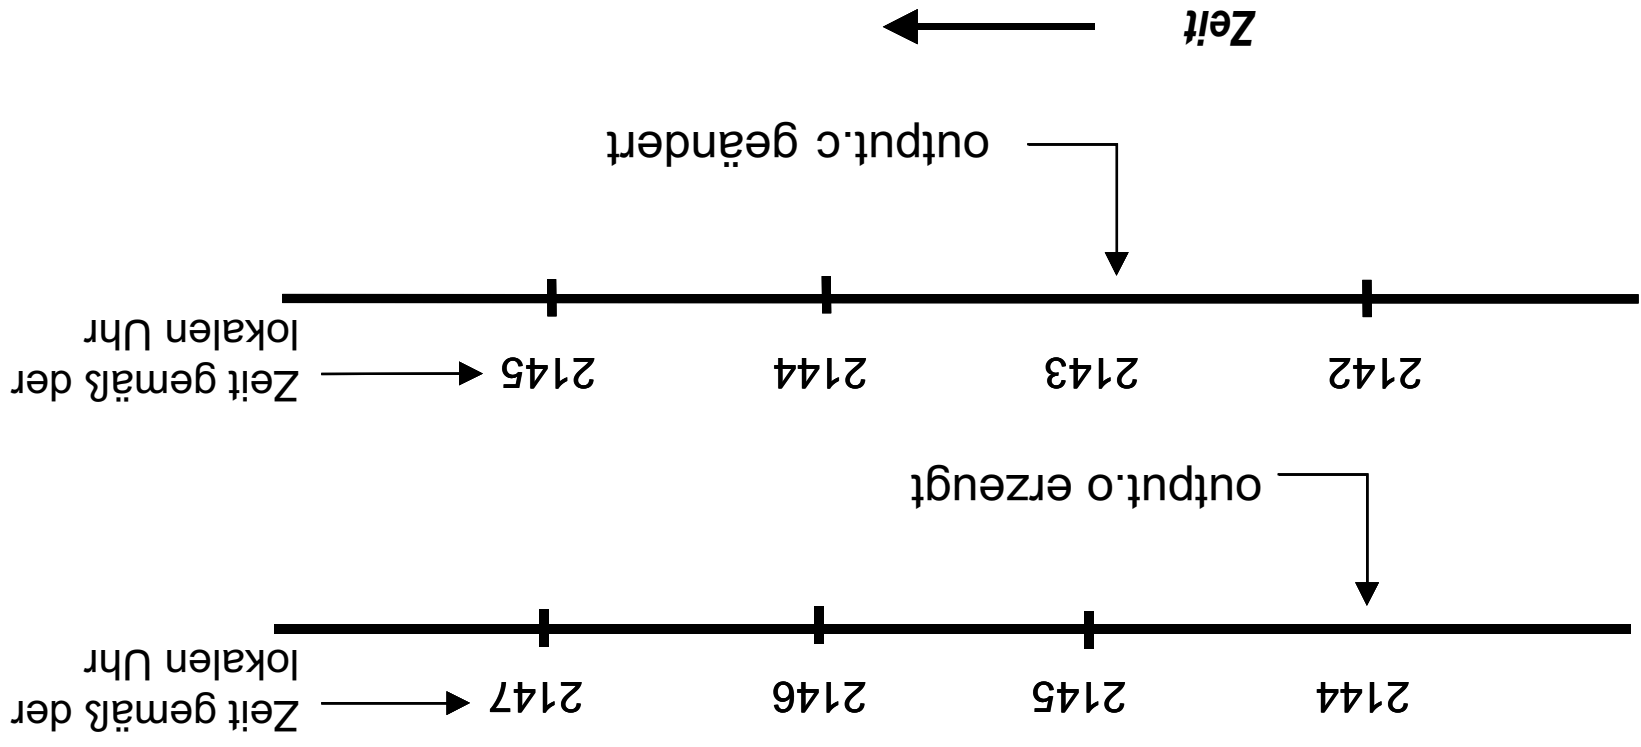 2144 2145 2146 2147 Zeit gemäß der
lokalen Uhr
output.o erzeugt
2142 2143 2144 2145 Zeit gemäß der
lokalen Uhr
output.c geändert
Zeit